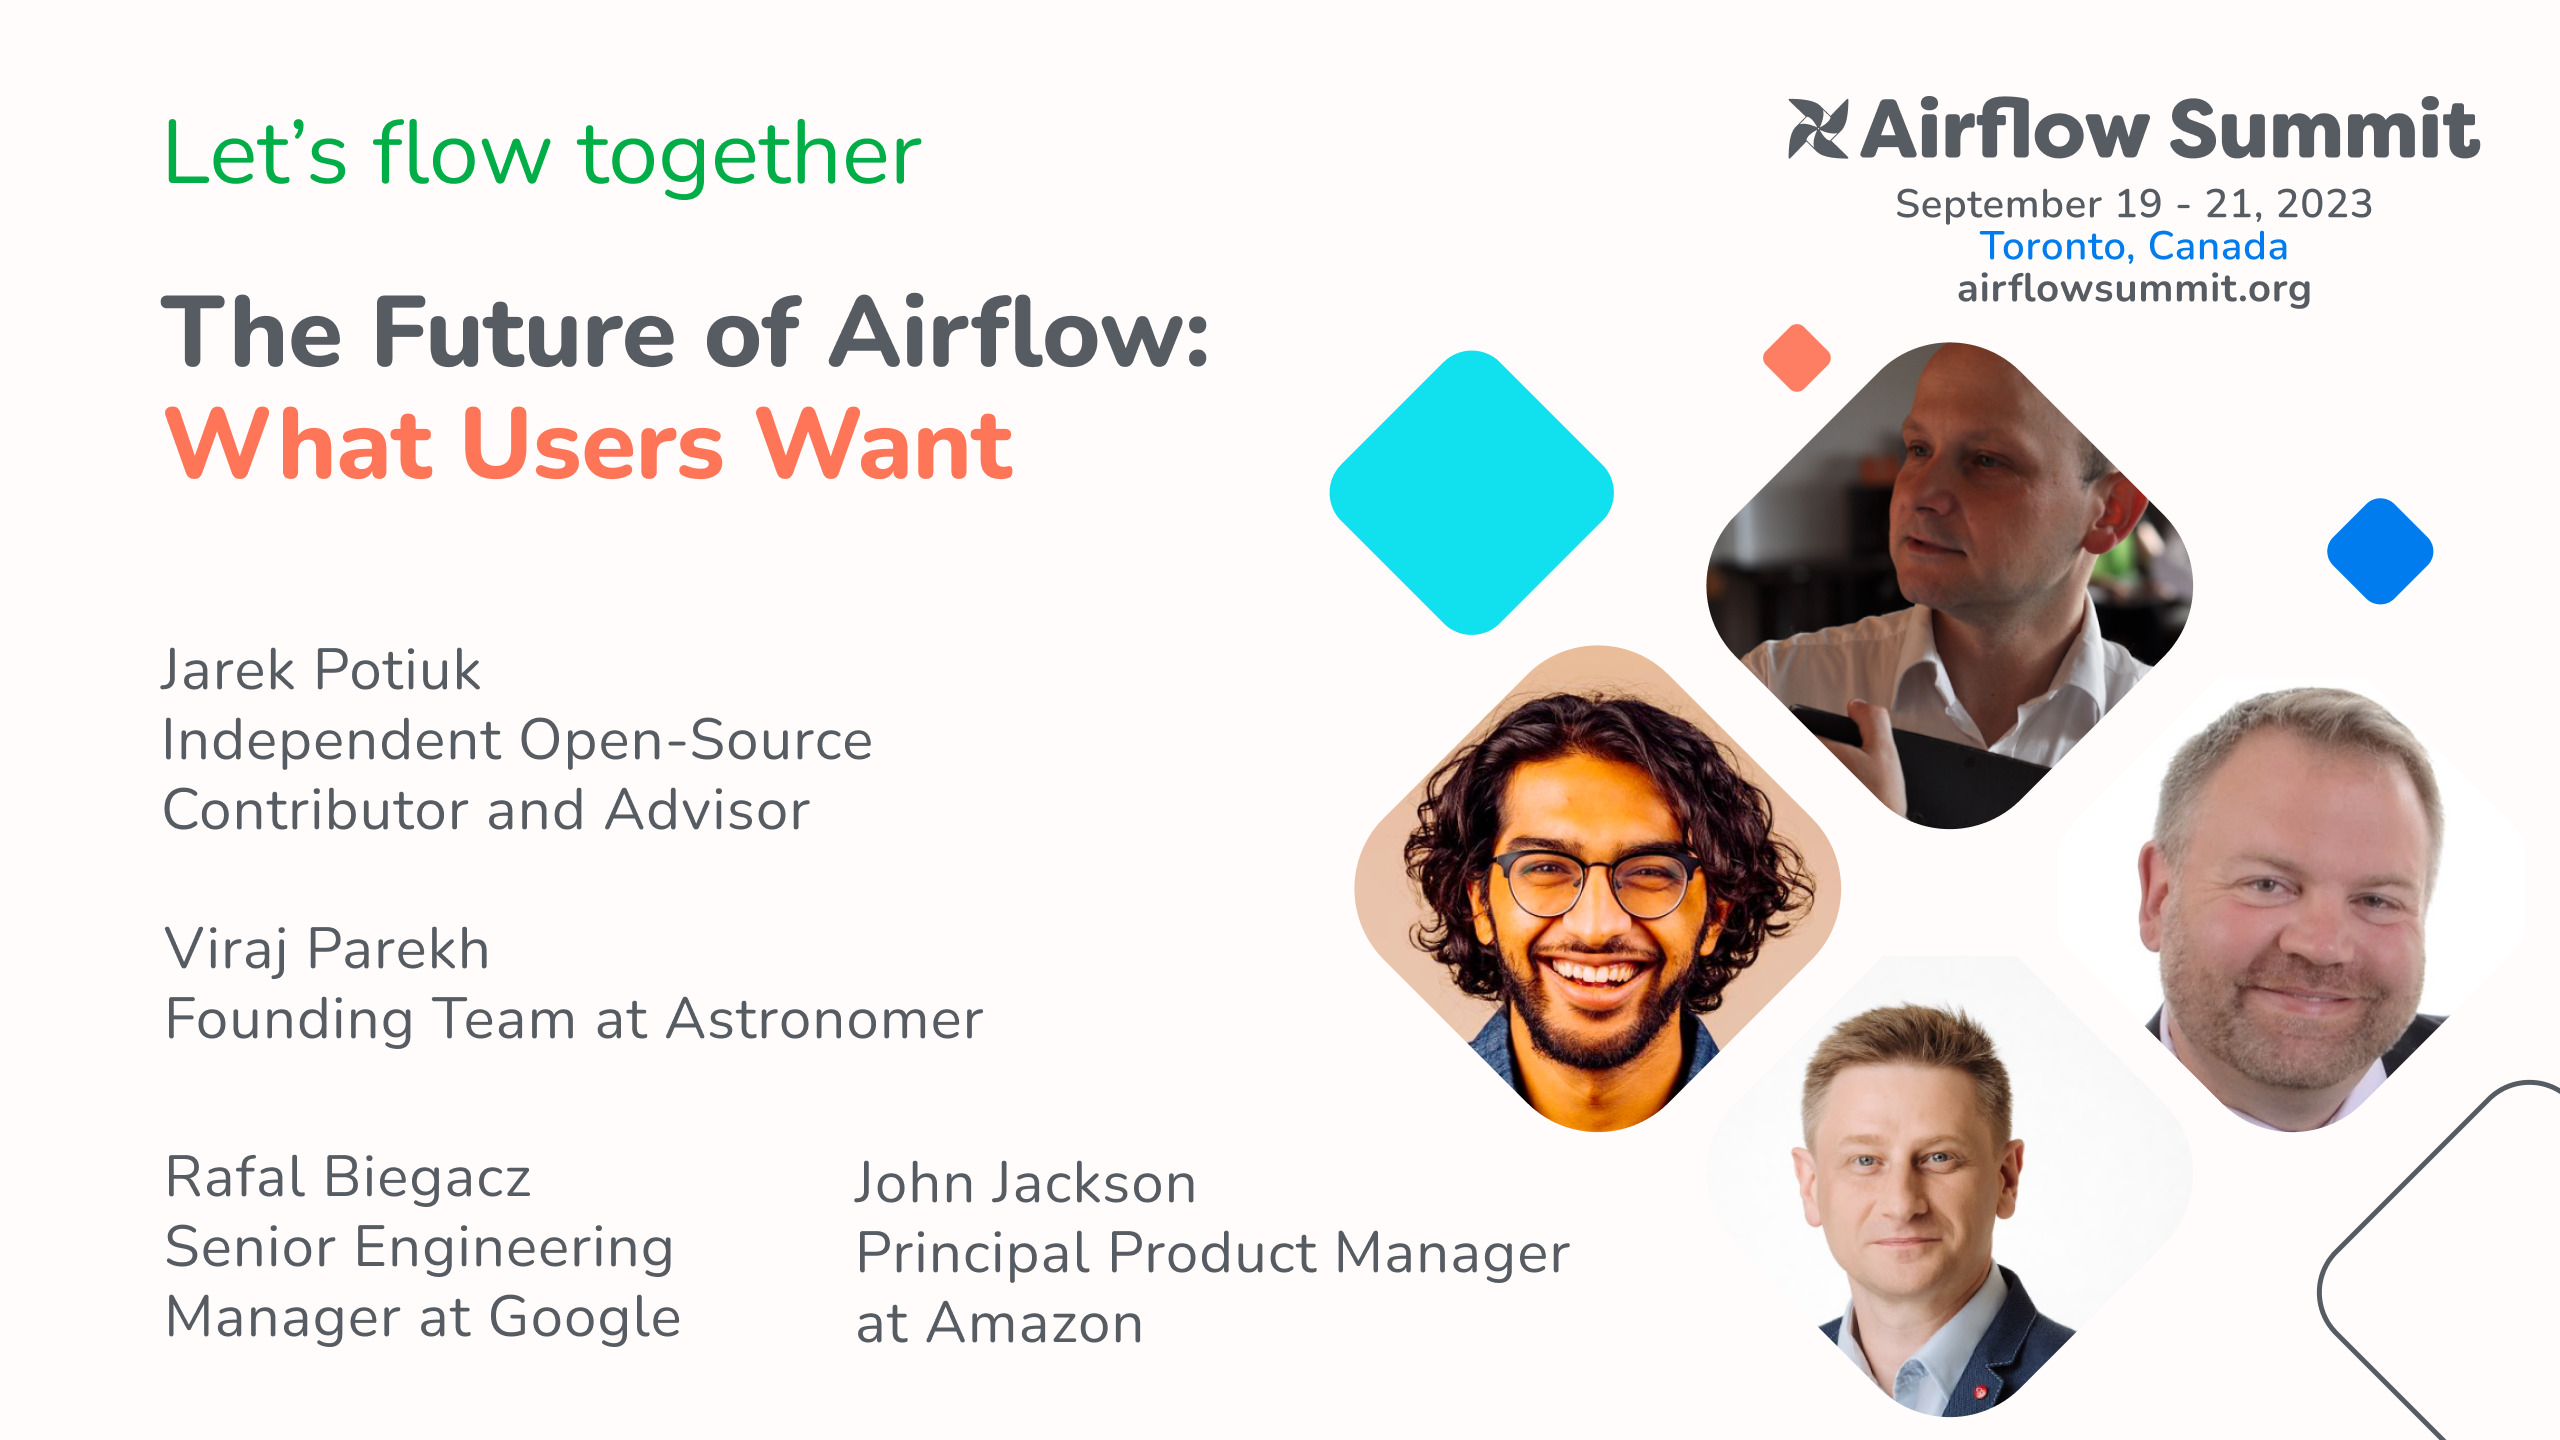 Let’s flow together
Airflow Summit
September 19 - 21, 2023
Toronto, Canada
airflowsummit.org
The Future of Airflow:
What Users Want
Jarek Potiuk
Independent Open-Source
Contributor and Advisor
Viraj Parekh
Founding Team at Astronomer
Rafal Biegacz
Senior Engineering
Manager at Google
John Jackson
Principal Product Manager
at Amazon